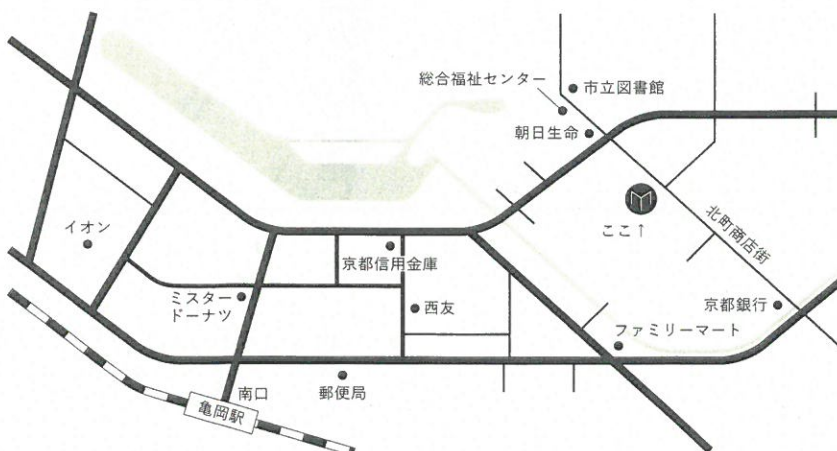 総合福祉センター
市立図書館
朝日生命
ここ↑
北町商店街
イオン
京都信用金庫
ミスター
ドーナツ
西友
京都銀行
ファミリーマート
南口
郵便局
亀岡駅